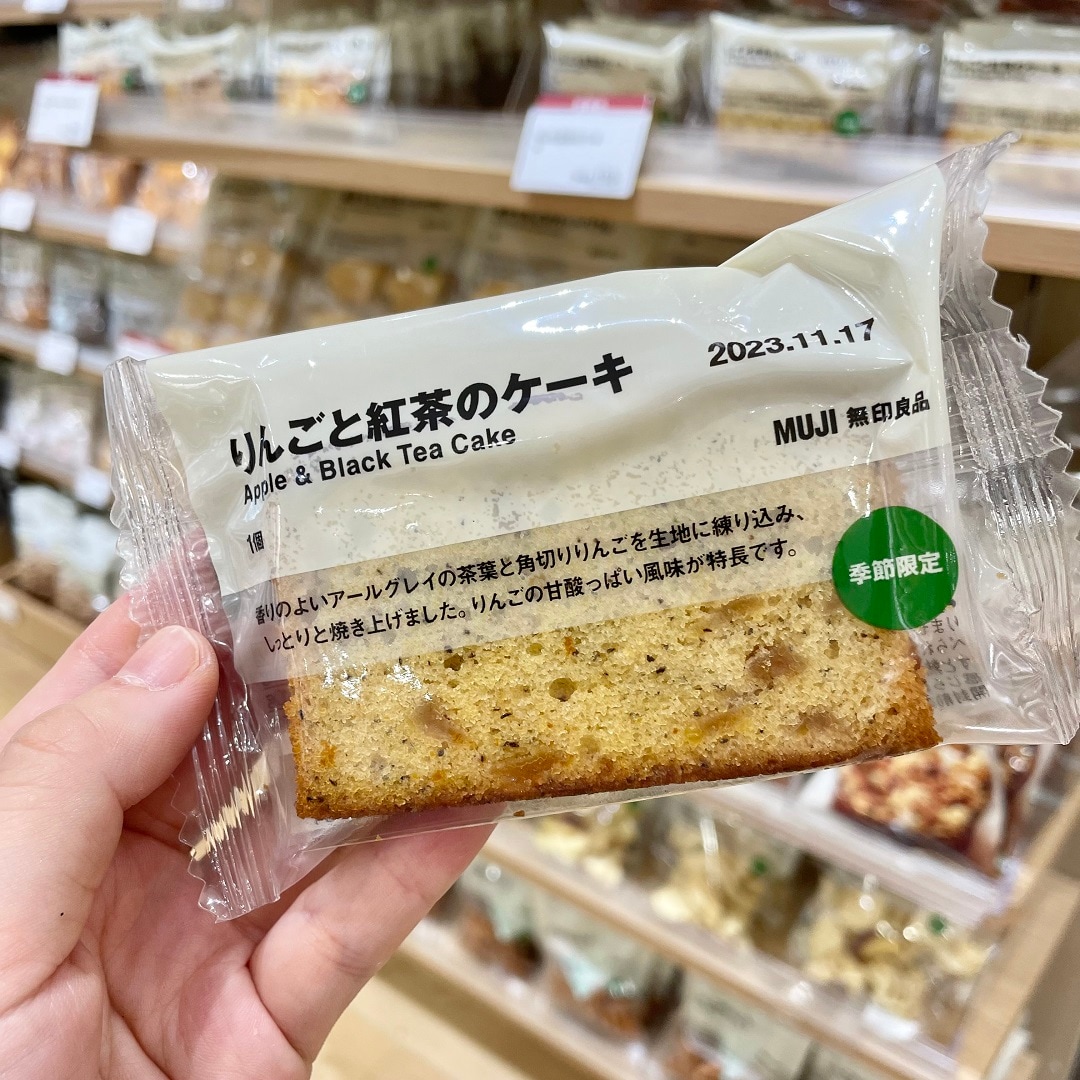 2023.11.17
りんごと紅茶のケーキ
Apple & Black Tea Cake
MUJI 無印良品
1個
香りのよいアールグレイの茶葉と角切りりんごを生地に練り込み、
しっとりと焼き上げました。りんごの甘酸っぱい風味が特長です。
季節限定